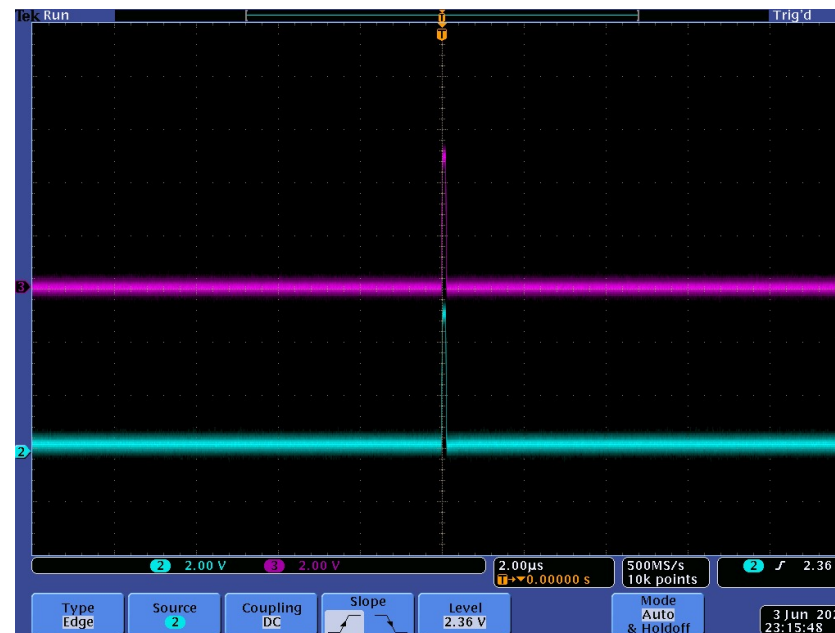 Tek Run Trig'd
T
T
3
2
2 2.00 V 3 2.00 V 2.00µs 500MS/s 2 2.36
T→▼0.00000 s 10k points
Type Source Coupling Slope Level Mode
Edge 2 DC 2.36 V Auto
& Holdoff
3 Jun 202
23:15:48